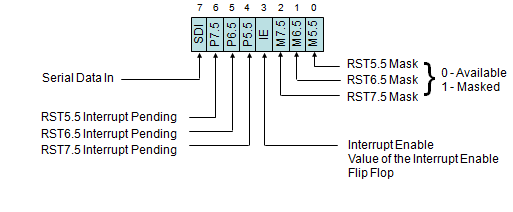 7 6 5 4 3 2 1 0
SDI P7.5 P6.5 P5.5 IE M7.5 M6.5 M5.5
Serial Data In
RST5.5 Interrupt Pending
RST6.5 Interrupt Pending
RST7.5 Interrupt Pending
RST5.5 Mask
RST6.5 Mask
RST7.5 Mask
0 - Available
1 - Masked
Interrupt Enable
Value of the Interrupt Enable
Flip Flop